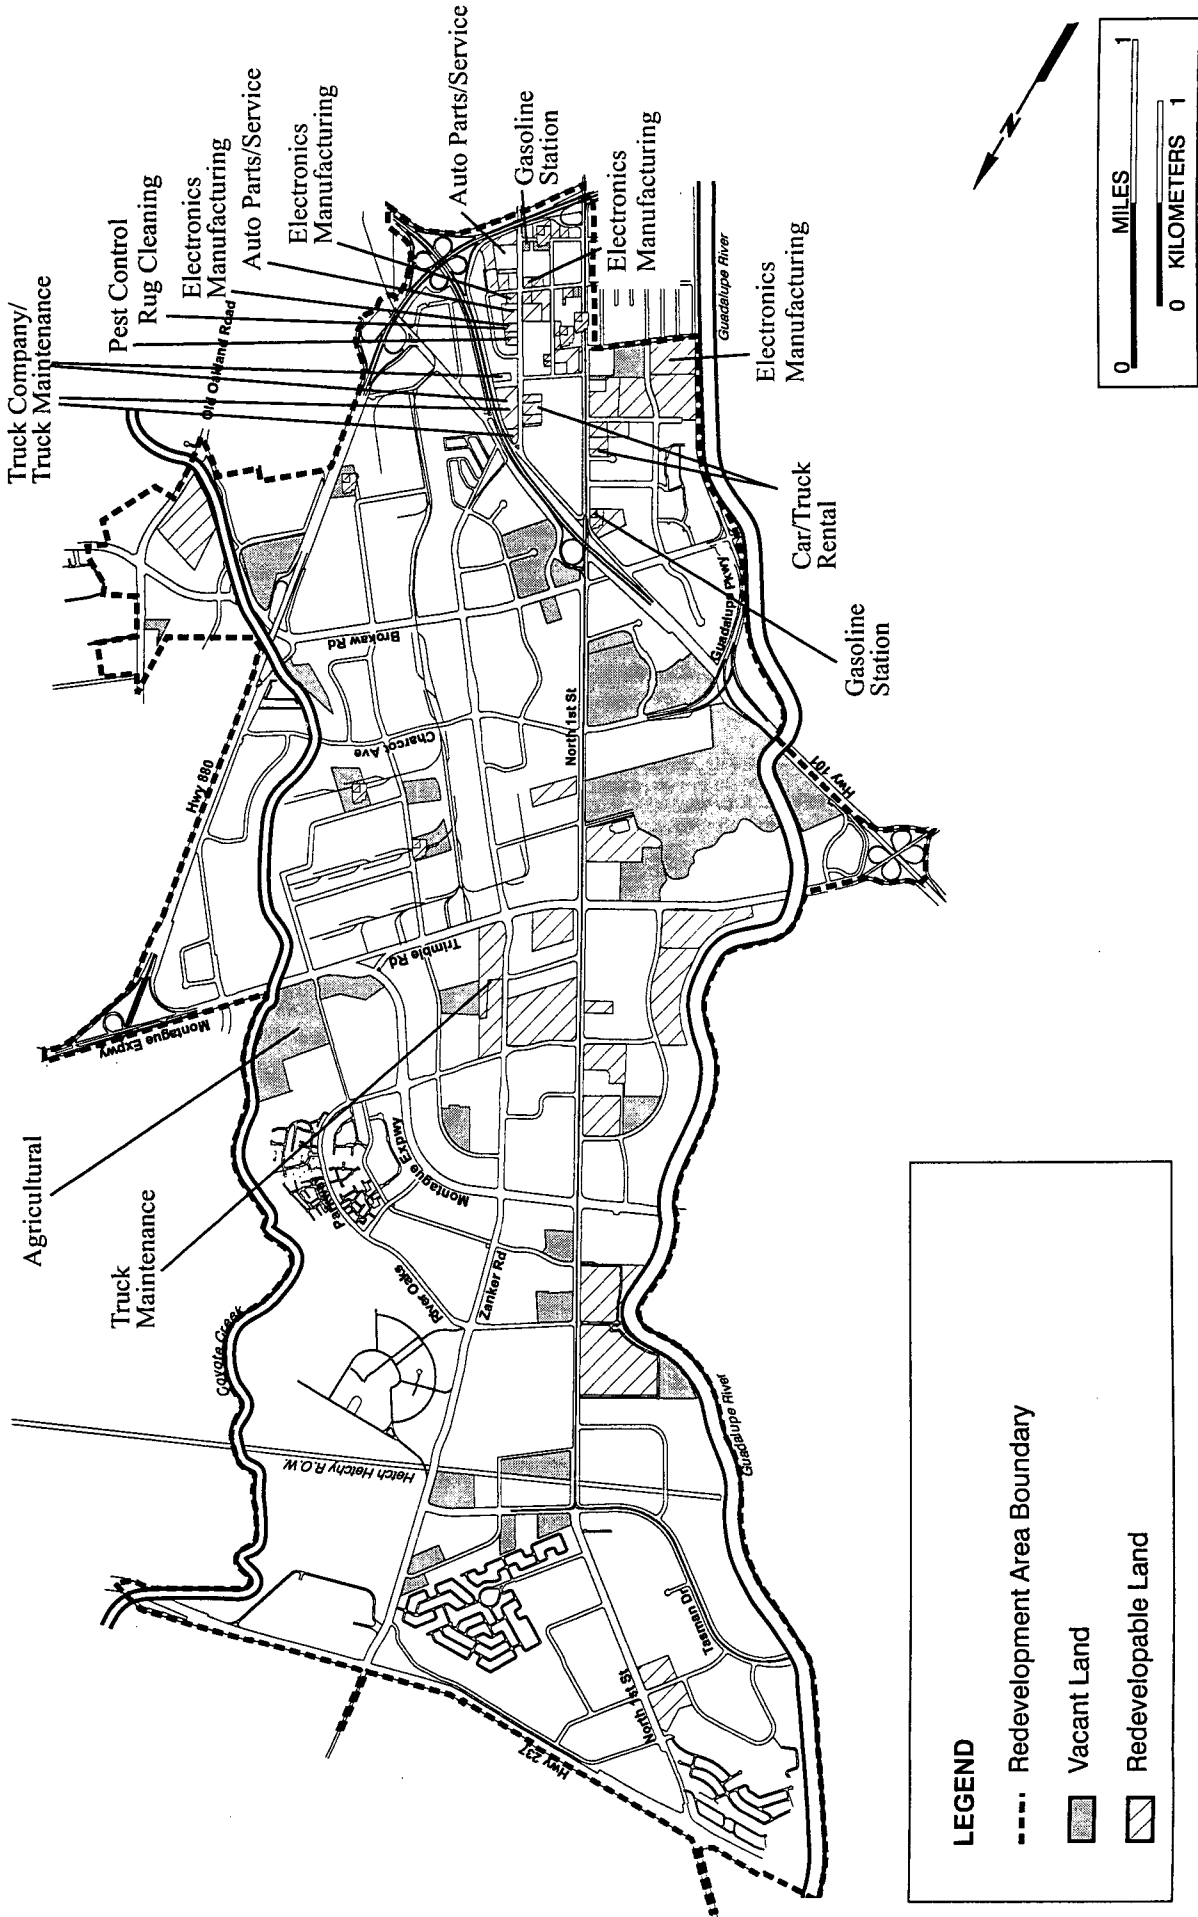 Truck Company/
Truck Maintenance
Pest Control
Rug Cleaning
Electronics
Manufacturing
Auto Parts/Service
Electronics
Manufacturing
Auto Parts/Service
Gasoline
Station
Electronics
Manufacturing
Electronics
Manufacturing
Car/Truck
Rental
Gasoline
Station
Agricultural
Truck
Maintenance
Old Oakland Road
Guadalupe River
Brokaw Rd
Guadalupe Pkwy
North 1st St
Charcot Ave
Hwy 880
Hwy 101
Trimble Rd
Montague Expwy
Montague Expwy
River Oaks
Parkway
Zanker Rd
Coyote Creek
Hetch Hetchy R.O.W.
Guadalupe River
Tasman Dr
North 1st St
Hwy 237
N
0 MILES 1
0 KILOMETERS 1
LEGEND
Redevelopment Area Boundary
Vacant Land
Redevelopable Land